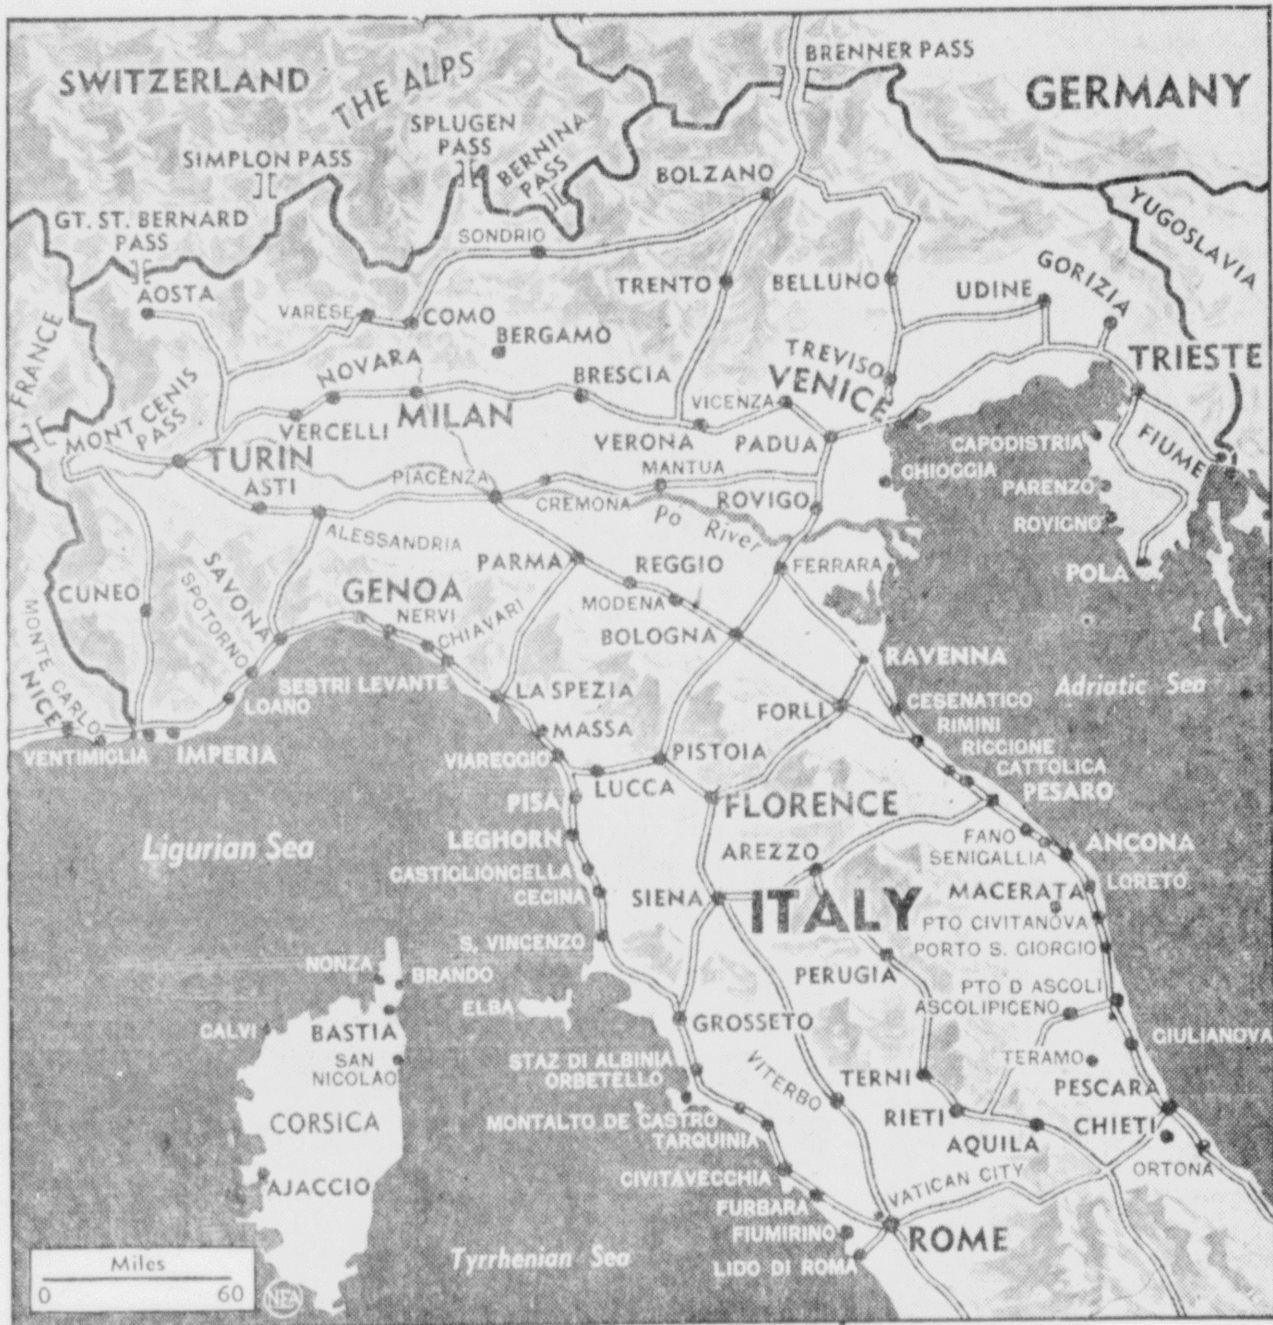 SWITZERLAND
THE ALPS
BRENNER PASS
GERMANY
SPLUGEN
PASS
SIMPLON PASS
BERNINA
PASS
GT. ST. BERNARD
PASS
BOLZANO
YUGOSLAVIA
SONDRIO
AOSTA
TRENTO
BELLUNO
UDINE
GORIZIA
VARESE
COMO
BERGAMO
FRANCE
MONT CENIS
PASS
NOVARA
VERCELLI
MILAN
BRESCIA
TREVISO
VENICE
TRIESTE
VICENZA
VERONA
PADUA
CAPODISTRIA
FIUME
TURIN
ASTI
PIACENZA
MANTUA
CHIOGGIA
PARENZO
CREMONA
Po River
ROVIGO
ROVIGNO
ALESSANDRIA
PARMA
REGGIO
FERRARA
POLA
CUNEO
SAVONA
SPOTORNO
GENOA
NERVI
CHIAVARI
MODENA
BOLOGNA
MONTE CARLO
NICE
SESTRI LEVANTE
LOANO
LA SPEZIA
RAVENNA
Adriatic Sea
FORLI
CESENATICO
RIMINI
MASSA
VENTIMIGLIA
IMPERIA
VIAREGGIO
PISTOIA
RICCIONE
CATTOLICA
LUCCA
PESARO
PISA
FLORENCE
Ligurian Sea
LEGHORN
FANO
SENIGALLIA
ANCONA
AREZZO
CASTIGLIONCELLA
CECINA
SIENA
ITALY
LORETO
MACERATA
PTO CIVITANOVA
S. VINCENZO
PORTO S. GIORGIO
NONZA
BRANDO
PERUGIA
PTO D ASCOLI
ASCOLIPICENO
ELBA
CALVI
BASTIA
GROSSETO
GIULIANOVA
SAN
NICOLAO
STAZ DI ALBINIA
ORBETELLO
VITERBO
TERAMO
TERNI
PESCARA
CORSICA
MONTALTO DE CASTRO
TARQUINIA
RIETI
AQUILA
CHIETI
CIVITAVECCHIA
VATICAN CITY
ORTONA
AJACCIO
FURBARA
FIUMIRINO
ROME
LIDO DI ROMA
Tyrrhenian Sea
Miles
0 60
NEA